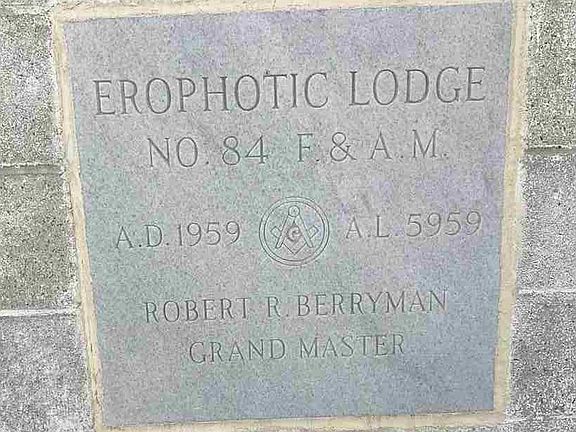 EROPHOTIC LODGE
NO. 84 F. & A. M.
A.D. 1959 G A.L. 5959
ROBERT R. BERRYMAN
GRAND MASTER